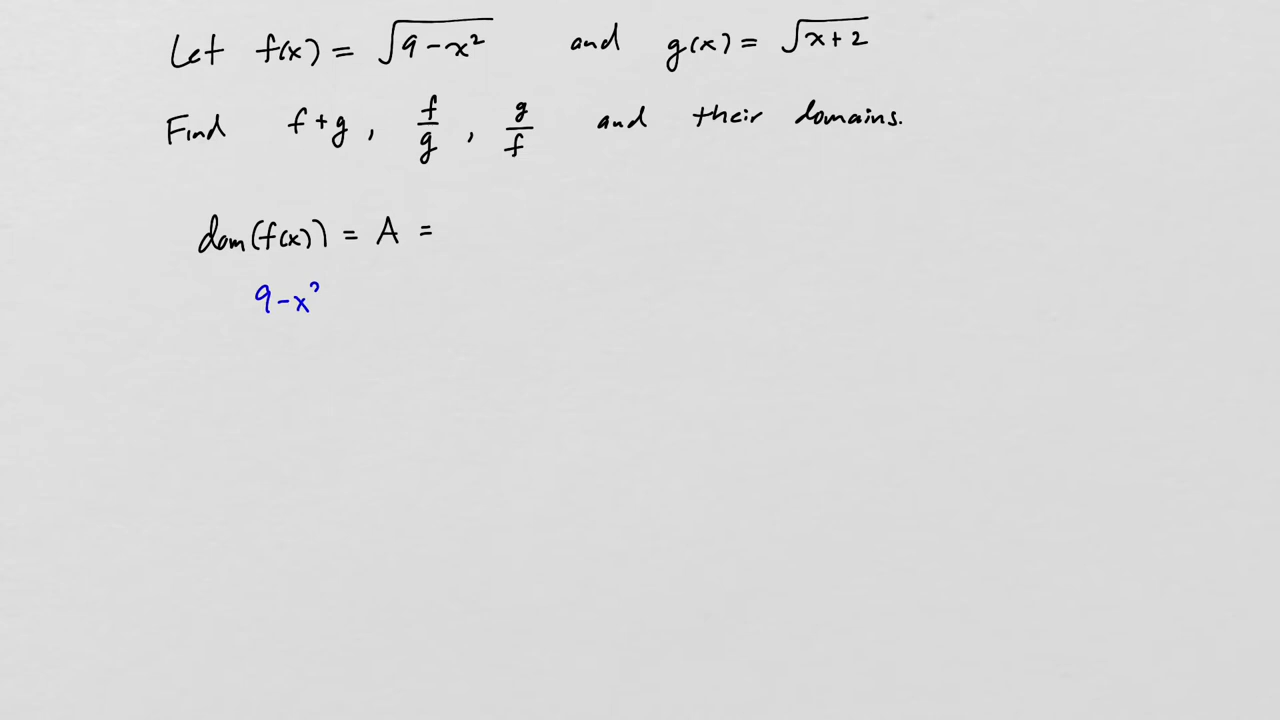 Let f(x) = √(9-x²) and g(x) = √(x+2)
Find f+g, f/g, g/f and their domains.
dom(f(x)) = A =
9-x²